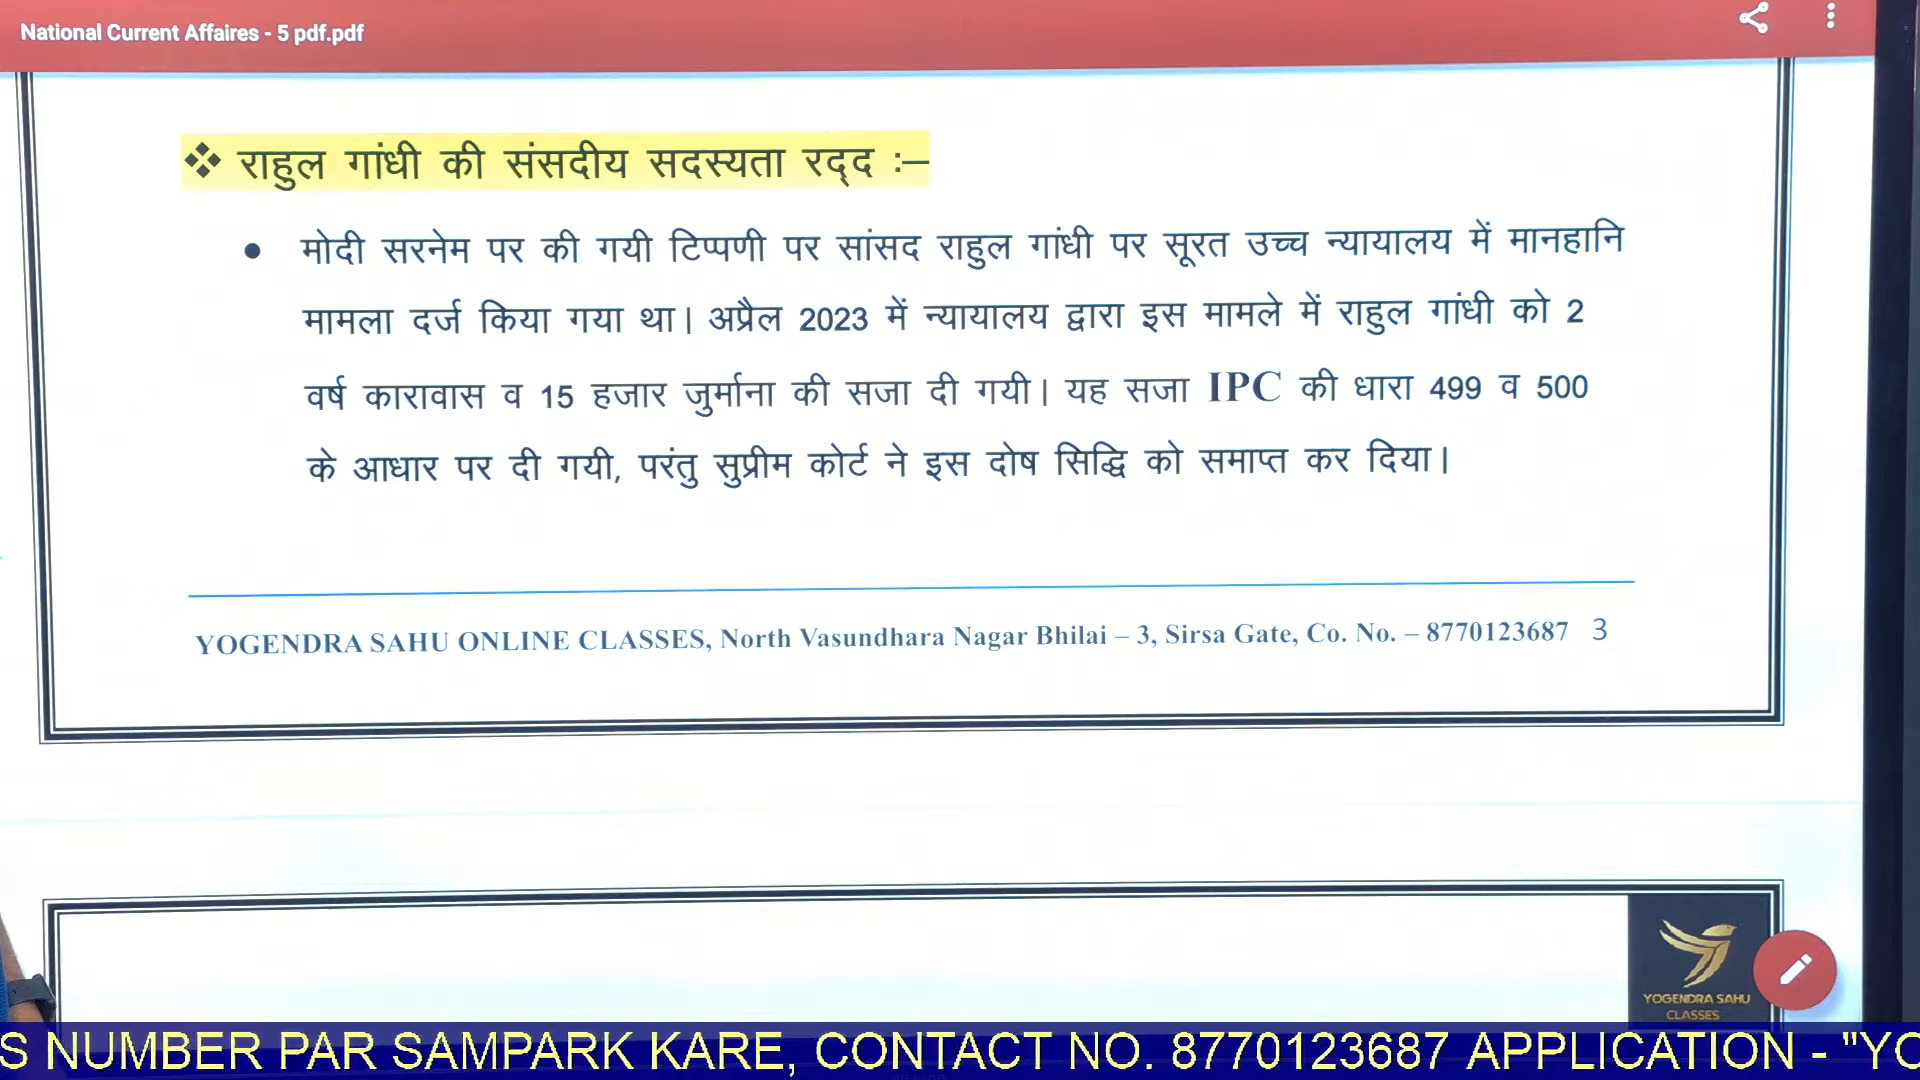 National Current Affaires - 5 pdf.pdf
❖ राहुल गांधी की संसदीय सदस्यता रद्द :–
• मोदी सरनेम पर की गयी टिप्पणी पर सांसद राहुल गांधी पर सूरत उच्च न्यायालय में मानहानि
मामला दर्ज किया गया था। अप्रैल 2023 में न्यायालय द्वारा इस मामले में राहुल गांधी को 2
वर्ष कारावास व 15 हजार जुर्माना की सजा दी गयी। यह सजा IPC की धारा 499 व 500
के आधार पर दी गयी, परंतु सुप्रीम कोर्ट ने इस दोष सिद्धि को समाप्त कर दिया।
YOGENDRA SAHU ONLINE CLASSES, North Vasundhara Nagar Bhilai – 3, Sirsa Gate, Co. No. – 8770123687 3
YOGENDRA SAHU
CLASSES
S NUMBER PAR SAMPARK KARE, CONTACT NO. 8770123687 APPLICATION - "YO